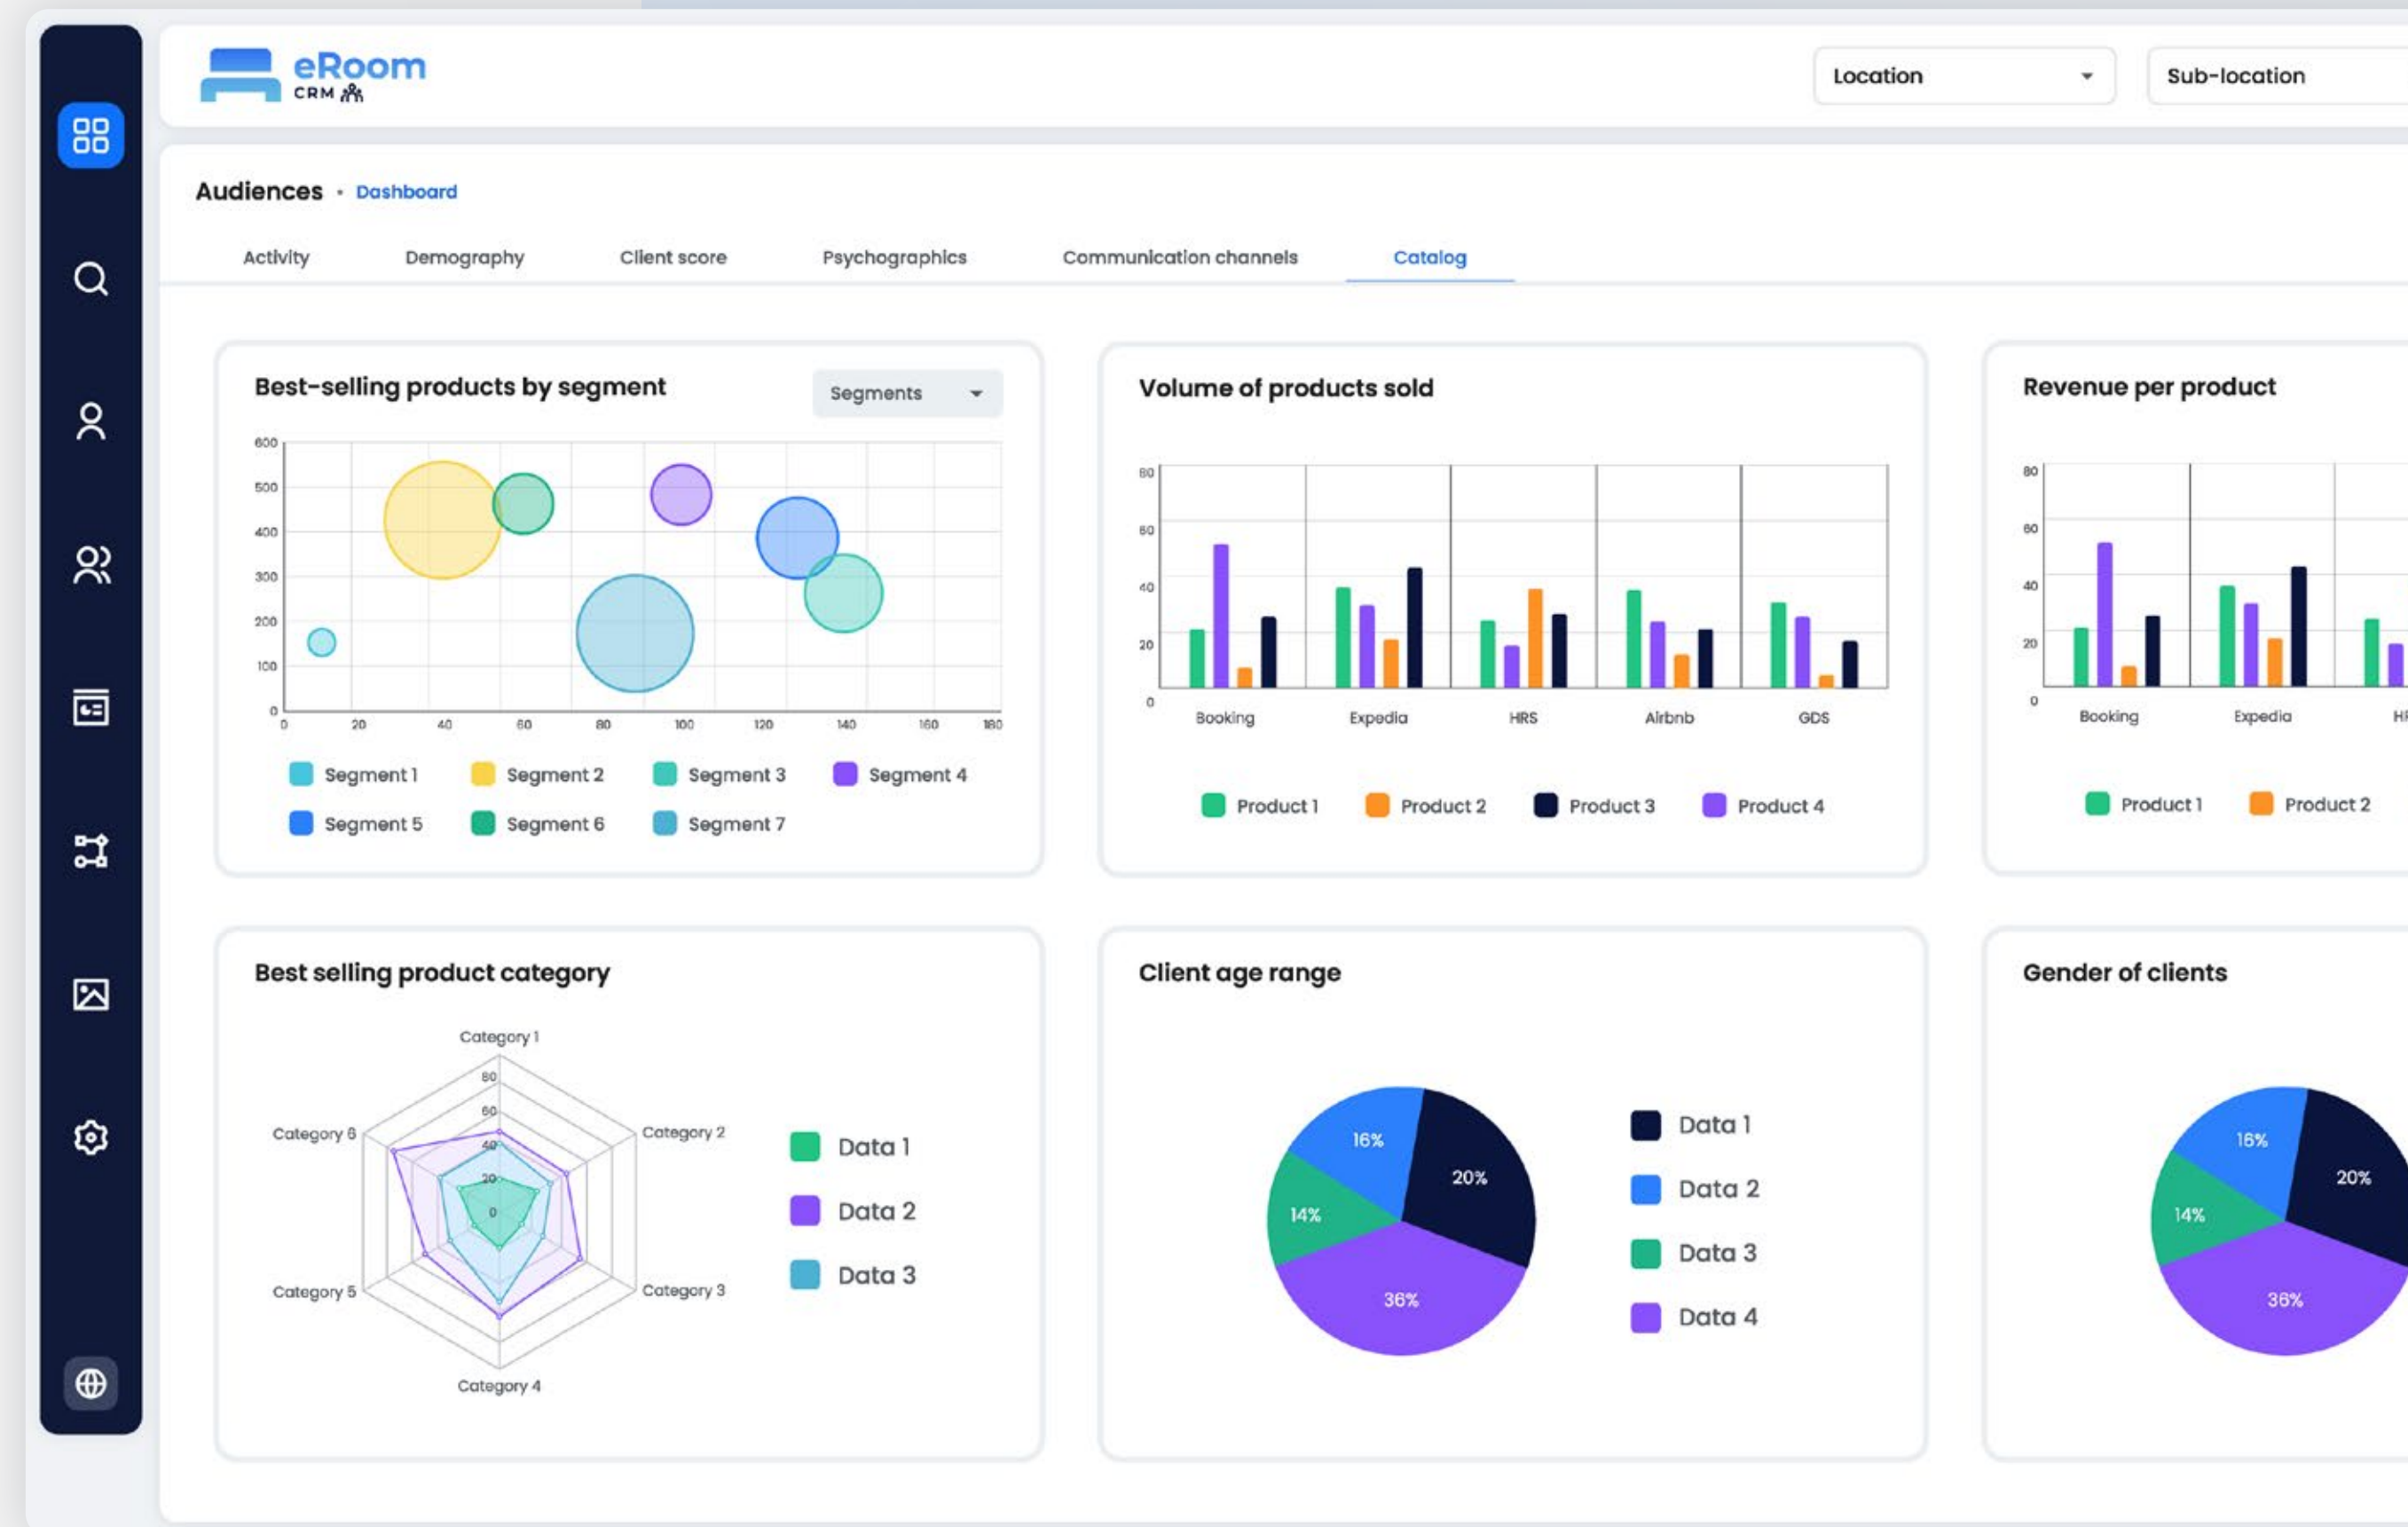 eRoom
CRM
Location
Sub-location
Audiences • Dashboard
Activity
Demography
Client score
Psychographics
Communication channels
Catalog
Best-selling products by segment
Segments
600
500
400
300
200
100
0
0 20 40 60 80 100 120 140 160 180
Segment 1
Segment 2
Segment 3
Segment 4
Segment 5
Segment 6
Segment 7
Volume of products sold
80
60
40
20
0
Booking
Expedia
HRS
Airbnb
GDS
Product 1
Product 2
Product 3
Product 4
Revenue per product
80
60
40
20
0
Booking
Expedia
Product 1
Product 2
Best selling product category
Category 1
80
60
40
20
0
Category 6
Category 2
Category 5
Category 3
Category 4
Data 1
Data 2
Data 3
Client age range
16%
20%
14%
36%
Data 1
Data 2
Data 3
Data 4
Gender of clients
16%
20%
14%
36%